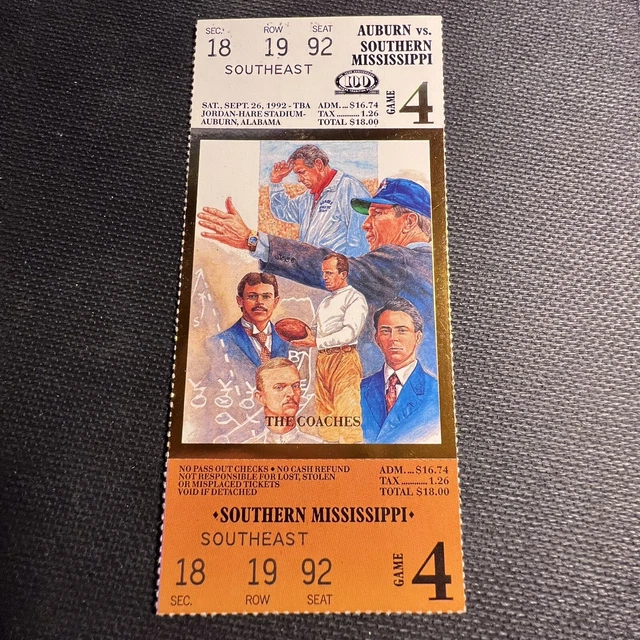 SEC. ROW SEAT
18 19 92
SOUTHEAST
AUBURN vs.
SOUTHERN
MISSISSIPPI
100
GAME 4
SAT., SEPT. 26, 1992 - TBA
JORDAN-HARE STADIUM-
AUBURN, ALABAMA
ADM.... $16.74
TAX ............ 1.26
TOTAL $18.00
THE COACHES
NO PASS OUT CHECKS • NO CASH REFUND
NOT RESPONSIBLE FOR LOST, STOLEN
OR MISPLACED TICKETS
VOID IF DETACHED
ADM.... $16.74
TAX ............ 1.26
TOTAL $18.00
•SOUTHERN MISSISSIPPI•
SOUTHEAST
18 19 92
SEC. ROW SEAT
GAME 4